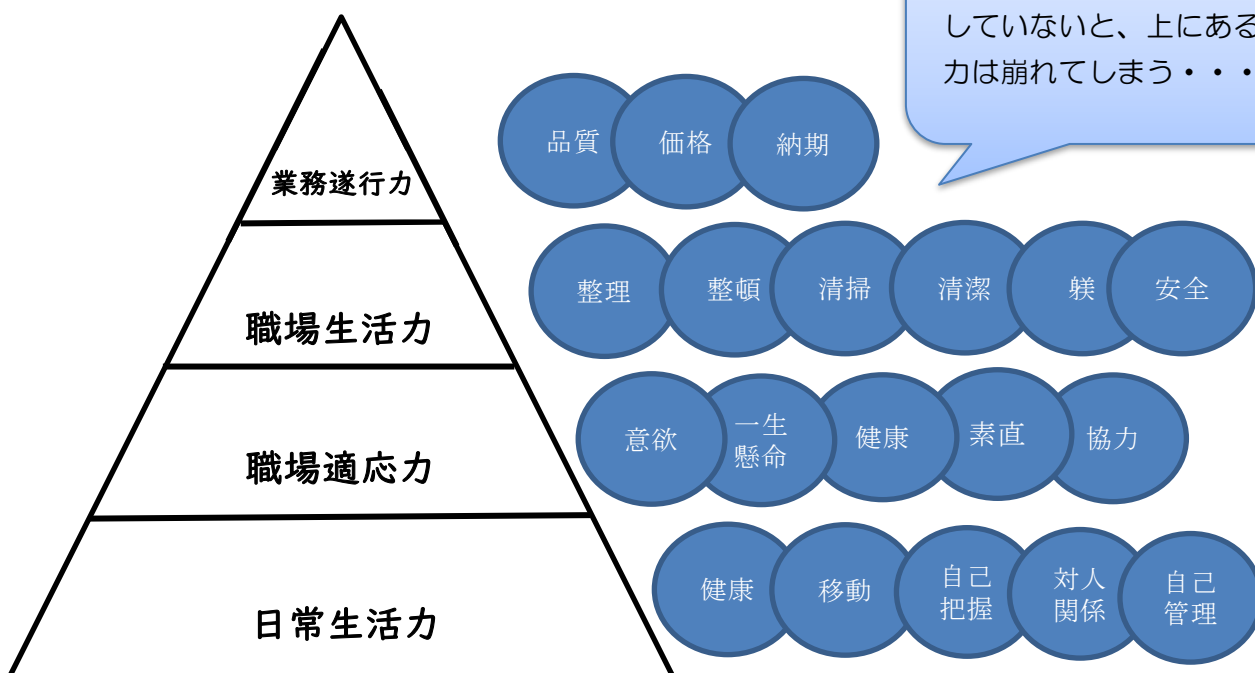 していないと、上にある
力は崩れてしまう・・・
品質
価格
納期
業務遂行力
整理
整頓
清掃
清潔
躾
安全
職場生活力
意欲
一生
懸命
健康
素直
協力
職場適応力
健康
移動
自己
把握
対人
関係
自己
管理
日常生活力